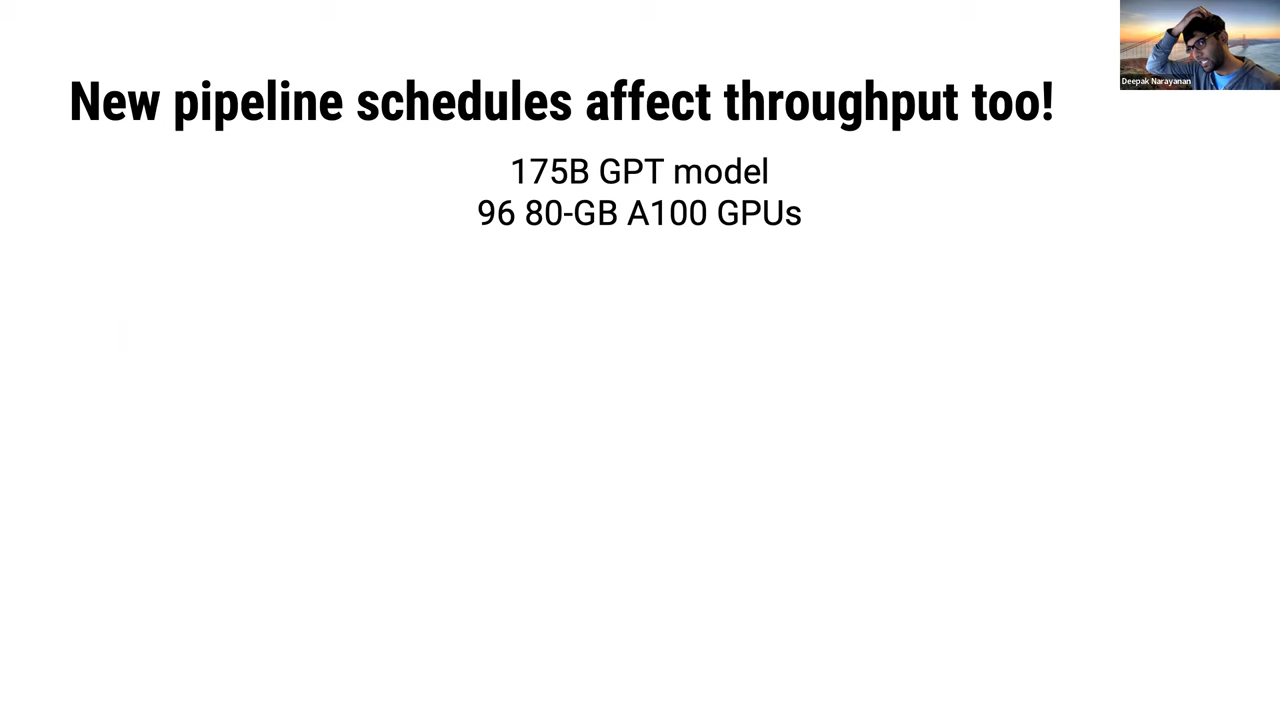 New pipeline schedules affect throughput too!
175B GPT model
96 80-GB A100 GPUs
Deepak Narayanan